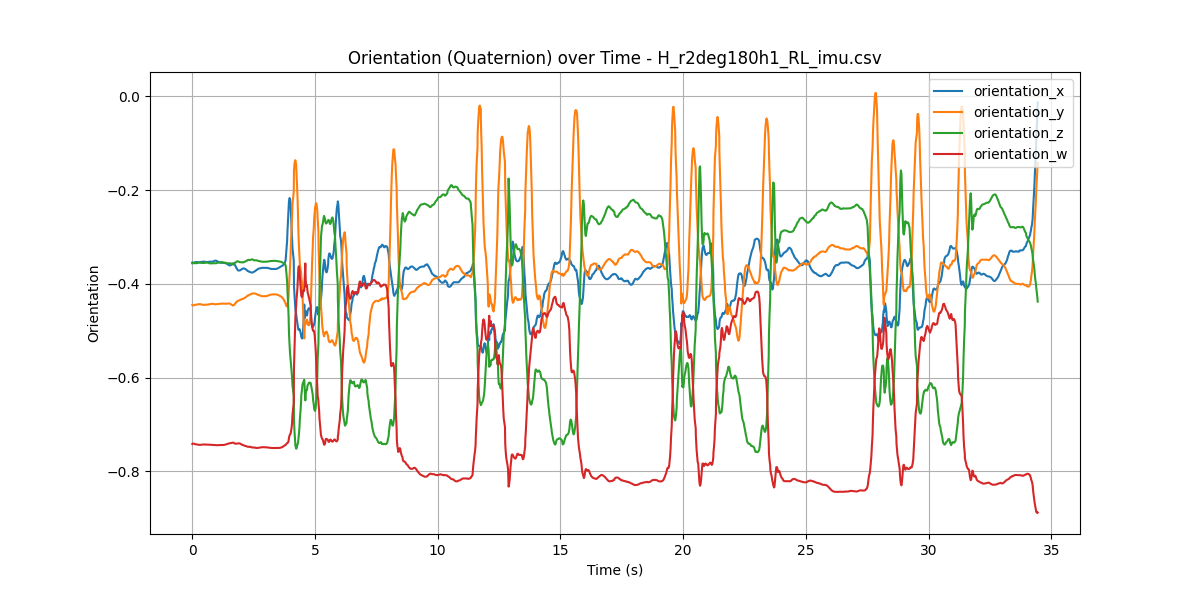 Orientation (Quaternion) over Time - H_r2deg180h1_RL_imu.csv
orientation_x
orientation_y
orientation_z
orientation_w
Orientation
0.0
−0.2
−0.4
−0.6
−0.8
0 5 10 15 20 25 30 35
Time (s)